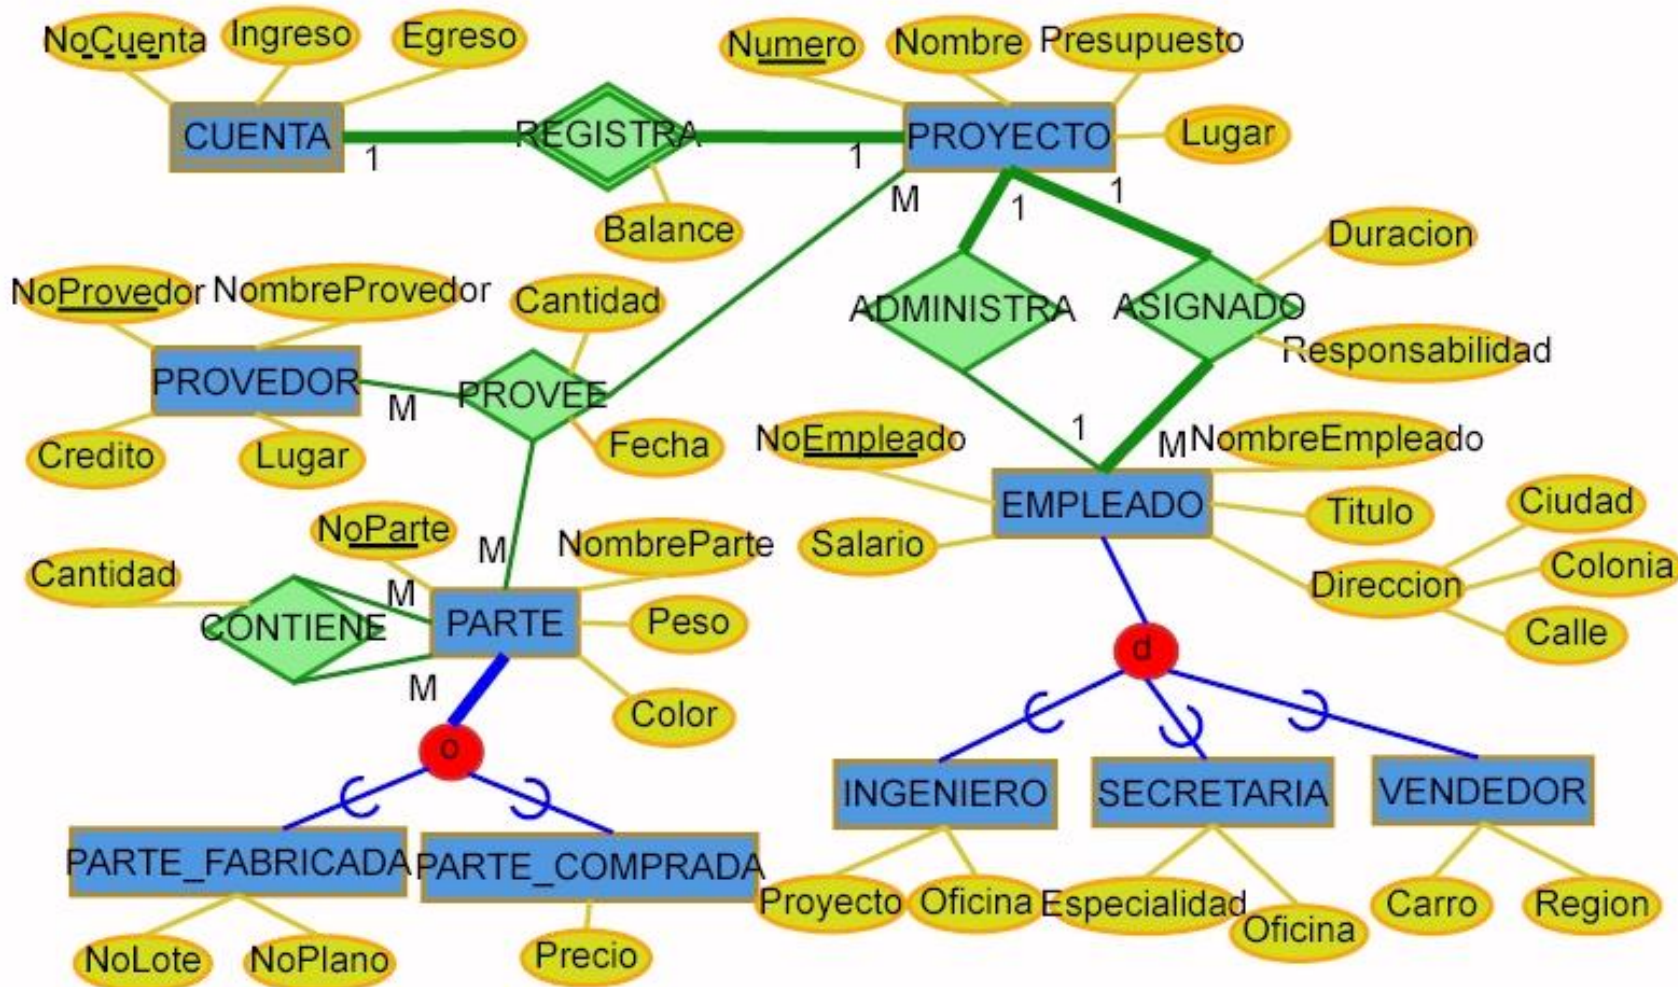 NoCuenta
Ingreso
Egreso
Numero
Nombre
Presupuesto
CUENTA
1
REGISTRA
1
PROYECTO
Lugar
Balance
M
1
1
Duracion
NoProvedor
NombreProvedor
Cantidad
ADMINISTRA
ASIGNADO
Responsabilidad
PROVEDOR
M
PROVEE
Credito
Lugar
Fecha
NoEmpleado
1
M
NombreEmpleado
EMPLEADO
Titulo
Ciudad
Salario
Direccion
Colonia
Calle
NoParte
NombreParte
M
Cantidad
M
CONTIENE
PARTE
Peso
M
Color
d
o
INGENIERO
SECRETARIA
VENDEDOR
PARTE_FABRICADA
PARTE_COMPRADA
Proyecto
Oficina
Especialidad
Oficina
Carro
Region
NoLote
NoPlano
Precio